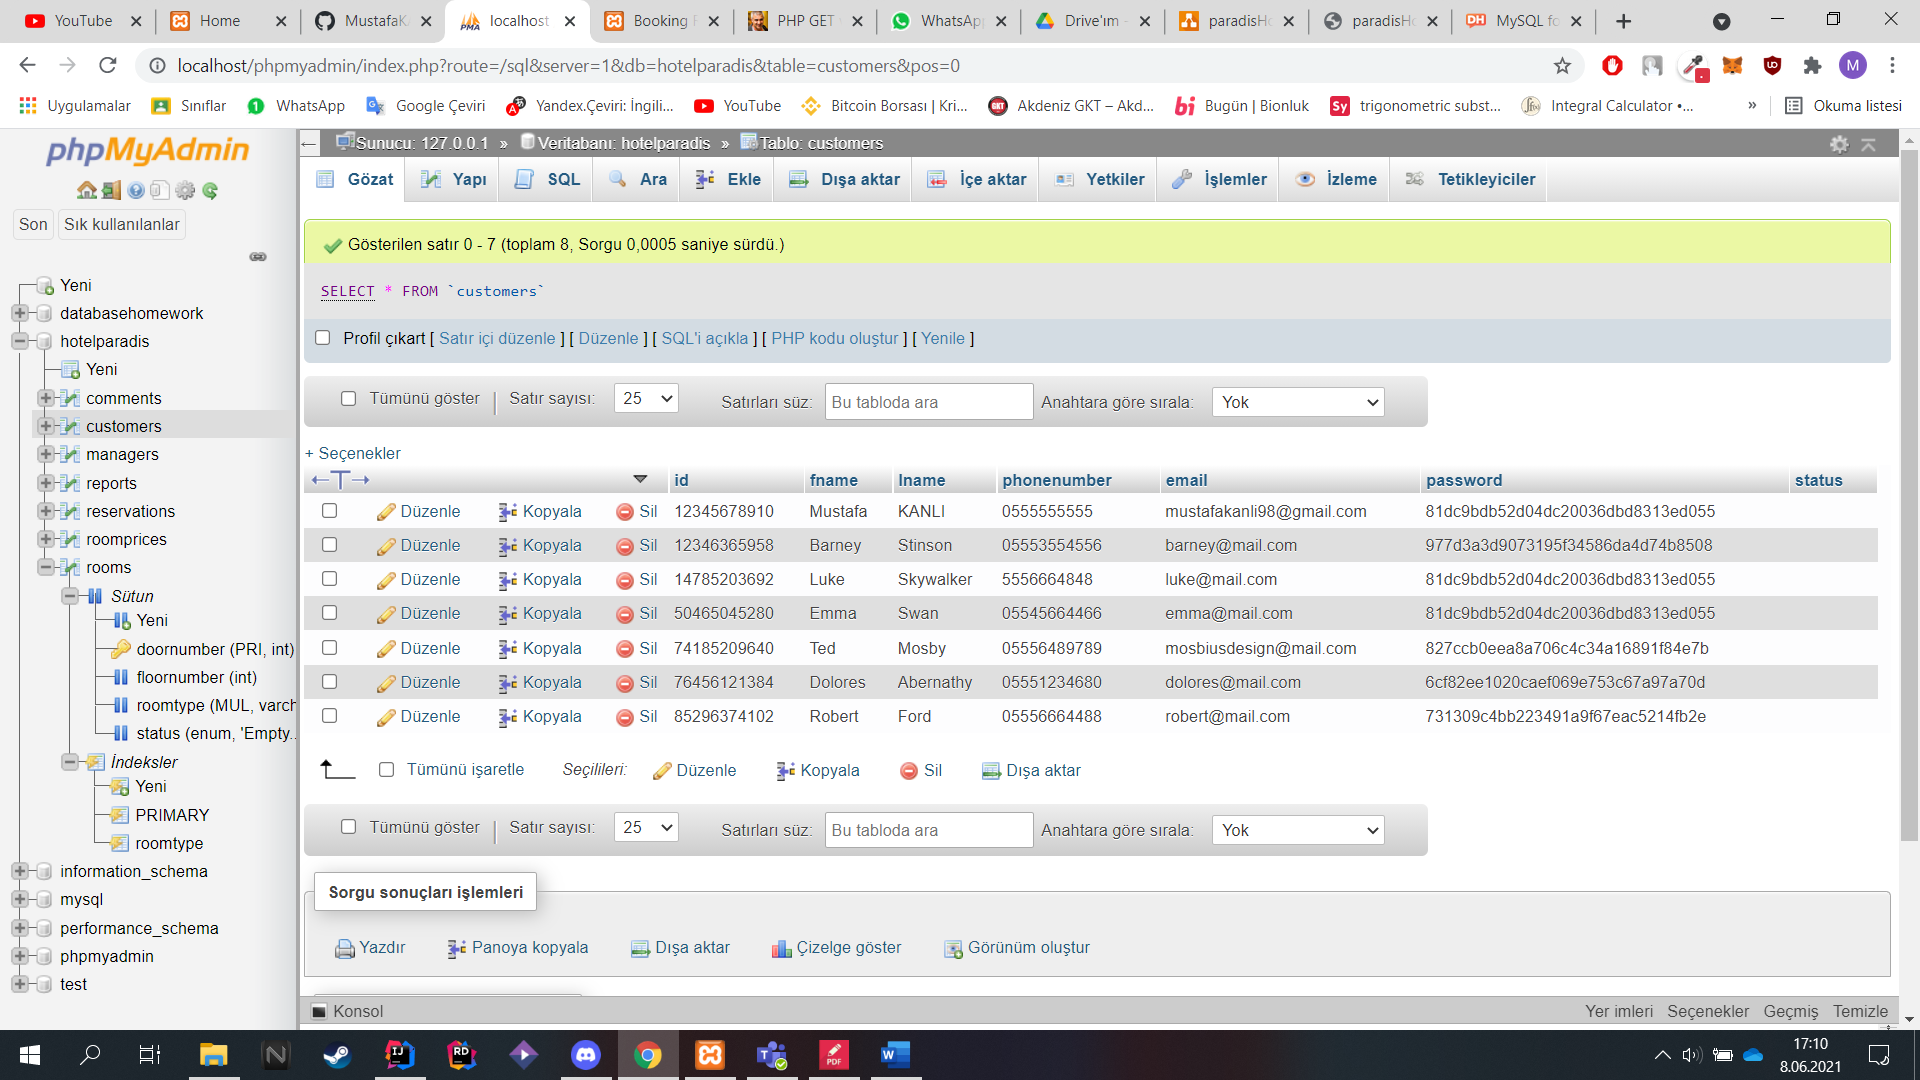 YouTube
Home
MustafaKA
localhost
Booking F
PHP GET
WhatsApp
Drive'ım -
paradisHo
paradisHo
MySQL fo
localhost/phpmyadmin/index.php?route=/sql&server=1&db=hotelparadis&table=customers&pos=0
M
Uygulamalar
Sınıflar
WhatsApp
Google Çeviri
Yandex.Çeviri: İngili...
YouTube
Bitcoin Borsası | Kri...
Akdeniz GKT – Akd...
Bugün | Bionluk
trigonometric subst...
Integral Calculator •...
»
Okuma listesi
phpMyAdmin
Son
Sık kullanılanlar
Yeni
databasehomework
hotelparadis
Yeni
comments
customers
managers
reports
reservations
roomprices
rooms
Sütun
Yeni
doornumber (PRI, int)
floornumber (int)
roomtype (MUL, varch
status (enum, 'Empty..
İndeksler
Yeni
PRIMARY
roomtype
information_schema
mysql
performance_schema
phpmyadmin
test
Sunucu: 127.0.0.1 » Veritabanı: hotelparadis » Tablo: customers
Gözat Yapı SQL Ara Ekle Dışa aktar İçe aktar Yetkiler İşlemler İzleme Tetikleyiciler
Gösterilen satır 0 - 7 (toplam 8, Sorgu 0,0005 saniye sürdü.)
SELECT * FROM `customers`
Profil çıkart [ Satır içi düzenle ] [ Düzenle ] [ SQL'i açıkla ] [ PHP kodu oluştur ] [ Yenile ]
Tümünü göster | Satır sayısı: 25 Satırları süz: Bu tabloda ara Anahtara göre sırala: Yok
+ Seçenekler
←T→ id fname lname phonenumber email password status
Düzenle Kopyala Sil 12345678910 Mustafa KANLI 0555555555 mustafakanli98@gmail.com 81dc9bdb52d04dc20036dbd8313ed055
Düzenle Kopyala Sil 12346365958 Barney Stinson 05553554556 barney@mail.com 977d3a3d9073195f34586da4d74b8508
Düzenle Kopyala Sil 14785203692 Luke Skywalker 5556664848 luke@mail.com 81dc9bdb52d04dc20036dbd8313ed055
Düzenle Kopyala Sil 50465045280 Emma Swan 05545664466 emma@mail.com 81dc9bdb52d04dc20036dbd8313ed055
Düzenle Kopyala Sil 74185209640 Ted Mosby 05556489789 mosbiusdesign@mail.com 827ccb0eea8a706c4c34a16891f84e7b
Düzenle Kopyala Sil 76456121384 Dolores Abernathy 05551234680 dolores@mail.com 6cf82ee1020caef069e753c67a97a70d
Düzenle Kopyala Sil 85296374102 Robert Ford 05556664488 robert@mail.com 731309c4bb223491a9f67eac5214fb2e
Tümünü işaretle Seçilileri: Düzenle Kopyala Sil Dışa aktar
Tümünü göster | Satır sayısı: 25 Satırları süz: Bu tabloda ara Anahtara göre sırala: Yok
Sorgu sonuçları işlemleri
Yazdır Panoya kopyala Dışa aktar Çizelge göster Görünüm oluştur
Konsol
Yer imleri Seçenekler Geçmiş Temizle
17:10
8.06.2021